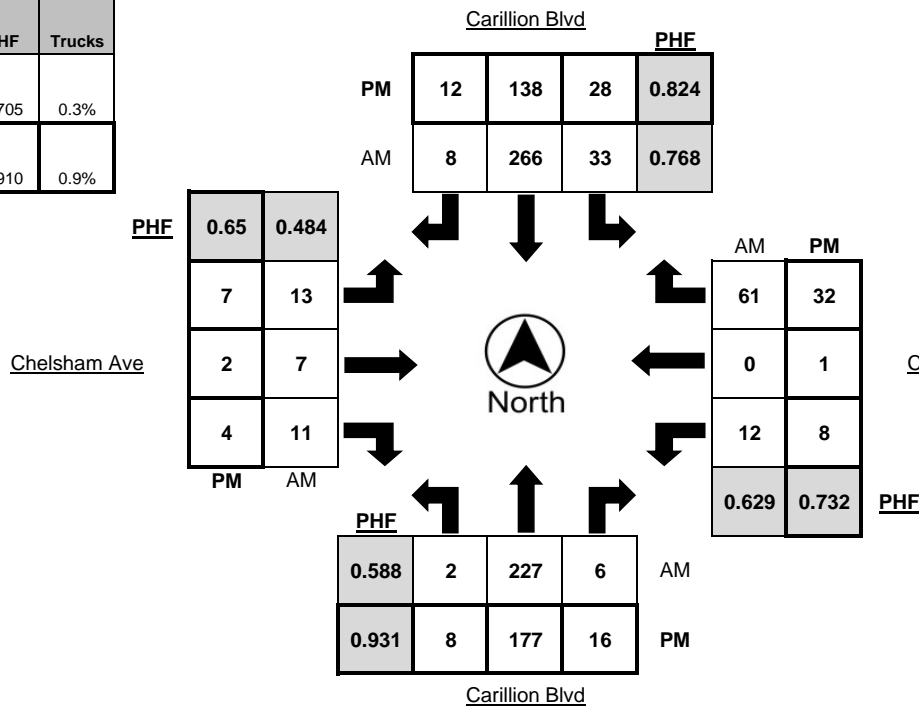 Carillion Blvd
HF Trucks
PHF
PM 12 138 28 0.824
705 0.3%
AM 8 266 33 0.768
910 0.9%
PHF 0.65 0.484
AM PM
7 13
61 32
Chelsham Ave 2 7
0 1
North
4 11
12 8
PM AM
0.629 0.732 PHF
PHF
0.588 2 227 6 AM
0.931 8 177 16 PM
Carillion Blvd